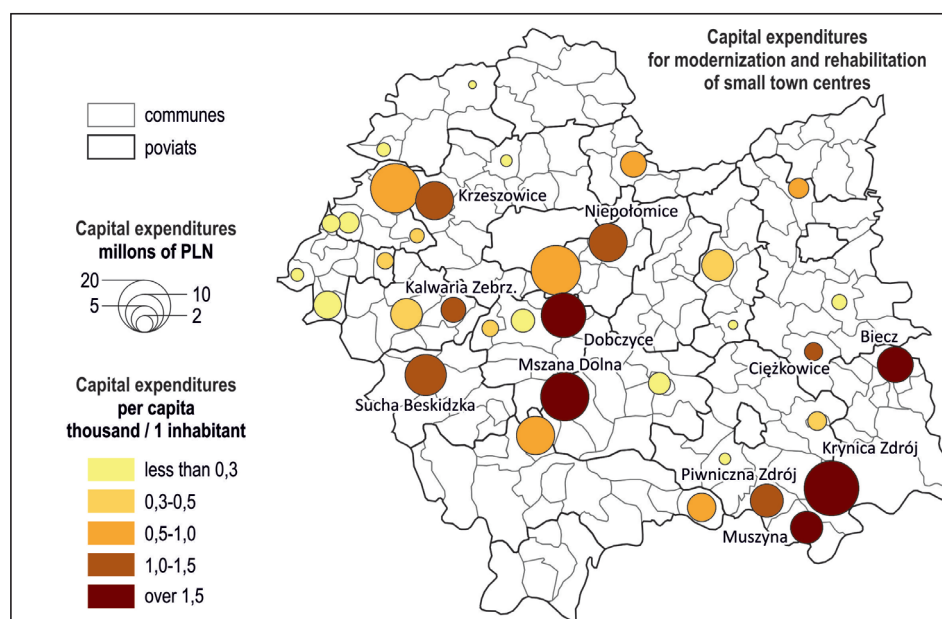 Capital expenditures
for modernization and rehabilitation
of small town centres
communes
poviats
Capital expenditures
millons of PLN
20
5
10
2
Capital expenditures
per capita
thousand / 1 inhabitant
less than 0,3
0,3-0,5
0,5-1,0
1,0-1,5
over 1,5
Krzeszowice
Niepołomice
Kalwaria Zebrz.
Dobczyce
Mszana Dolna
Biecz
Ciężkowice
Sucha Beskidzka
Krynica Zdrój
Piwniczna Zdrój
Muszyna